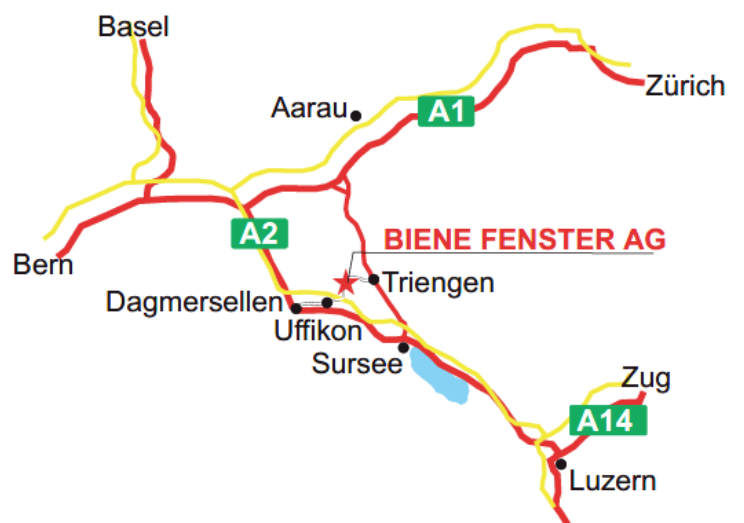 Basel
Zürich
Aarau
A1
A2
BIENE FENSTER AG
Bern
Triengen
Dagmersellen
Uffikon
Sursee
Zug
A14
Luzern